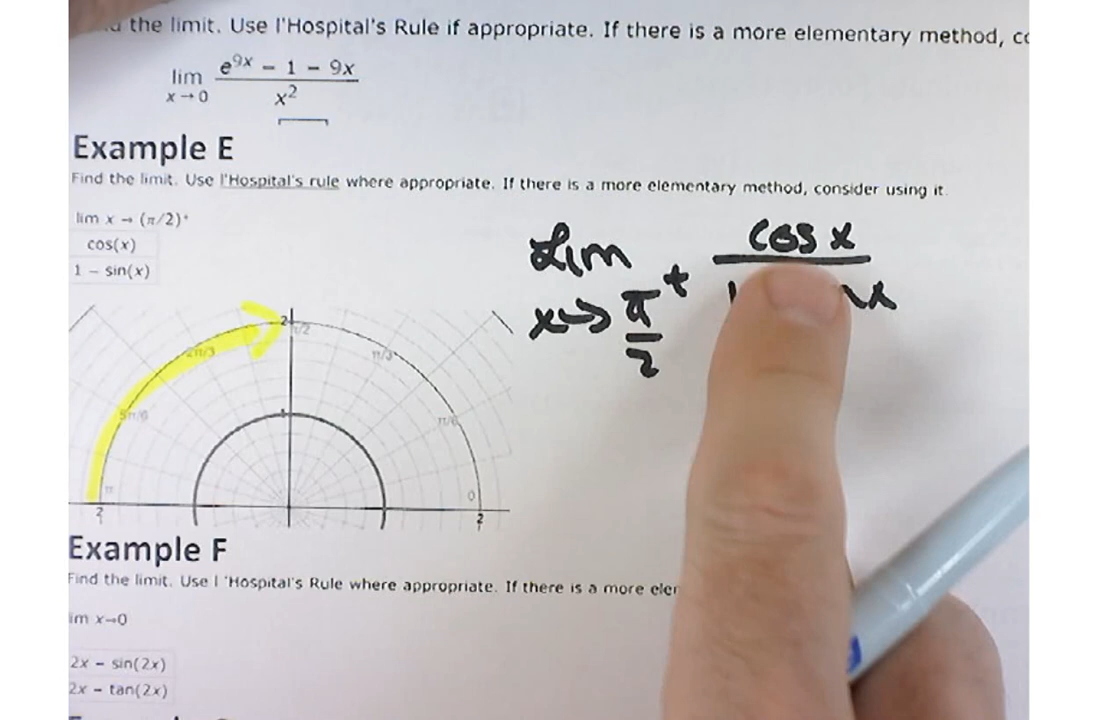 the limit. Use l'Hospital's Rule if appropriate. If there is a more elementary method,
lim
x → 0
e^9x − 1 − 9x
x^2
Example E
Find the limit. Use l'Hospital's rule where appropriate. If there is a more elementary method, consider using it.
lim x → (π/2)^+
cos(x)
1 − sin(x)
Lim
x → π/2 ^+
cos x
x
2
π/2
2π/3
π/3
5π/6
1
π/6
π
0
2
2
Example F
Find the limit. Use l 'Hospital's Rule where appropriate. If there is a more
im x→0
2x − sin(2x)
2x − tan(2x)